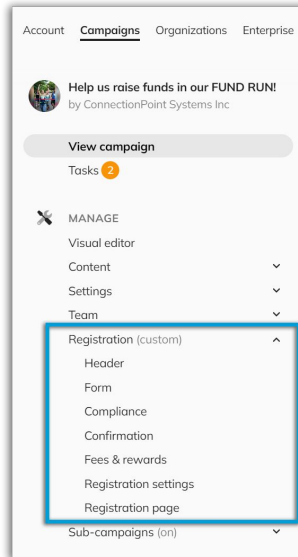 Account Campaigns Organizations Enterprise
Help us raise funds in our FUND RUN!
by ConnectionPoint Systems Inc
View campaign
Tasks 2
MANAGE
Visual editor
Content
Settings
Team
Registration (custom)
Header
Form
Compliance
Confirmation
Fees & rewards
Registration settings
Registration page
Sub-campaigns (on)